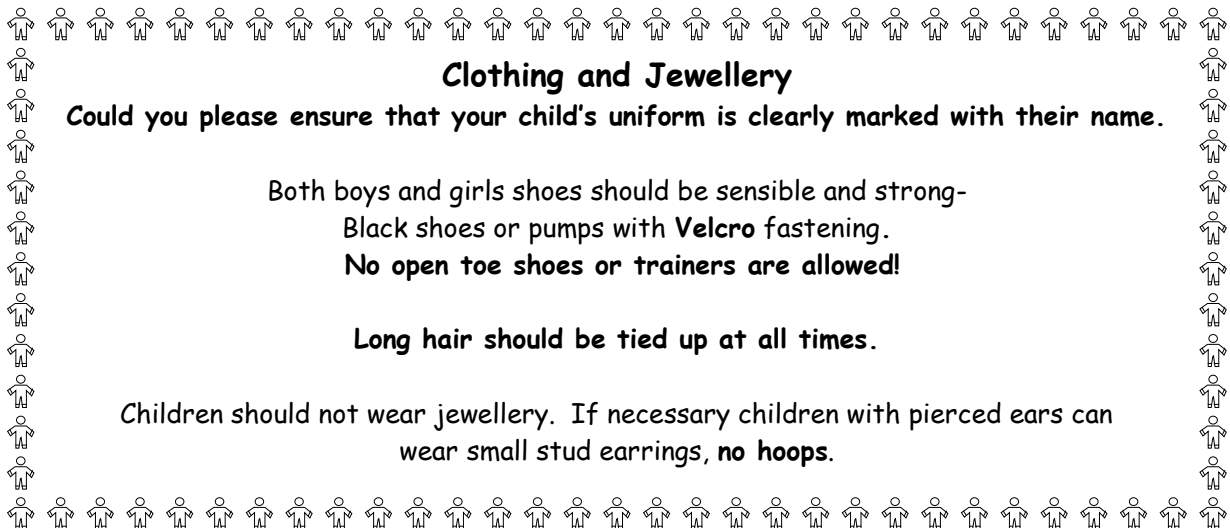 Clothing and Jewellery
Could you please ensure that your child's uniform is clearly marked with their name.
Both boys and girls shoes should be sensible and strong-
Black shoes or pumps with Velcro fastening.
No open toe shoes or trainers are allowed!
Long hair should be tied up at all times.
Children should not wear jewellery.  If necessary children with pierced ears can
wear small stud earrings, no hoops.